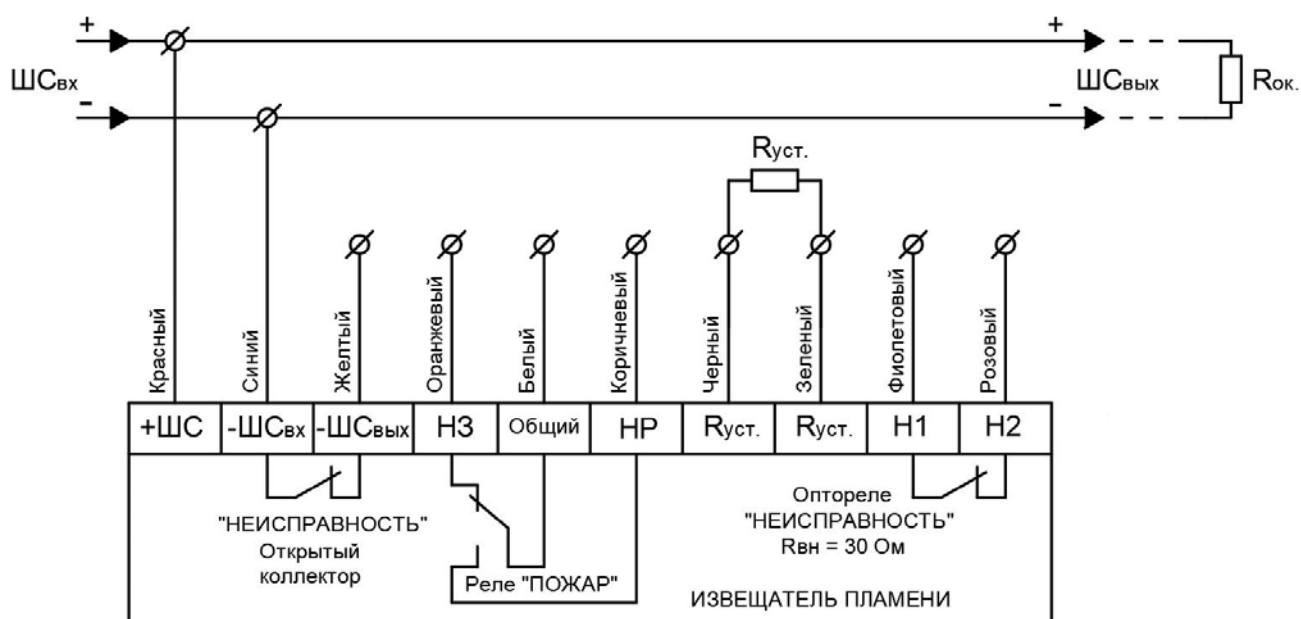 +
+
ШСвх
ШСвых
Rок.
-
-
Rуст.
Красный
Синий
Желтый
Оранжевый
Белый
Коричневый
Черный
Зеленый
Фиолетовый
Розовый
+ШС
-ШСвх
-ШСвых
НЗ
Общий
НР
Rуст.
Rуст.
Н1
Н2
"НЕИСПРАВНОСТЬ"
Открытый
коллектор
Реле "ПОЖАР"
Оптореле
"НЕИСПРАВНОСТЬ"
Rвн = 30 Ом
ИЗВЕЩАТЕЛЬ ПЛАМЕНИ